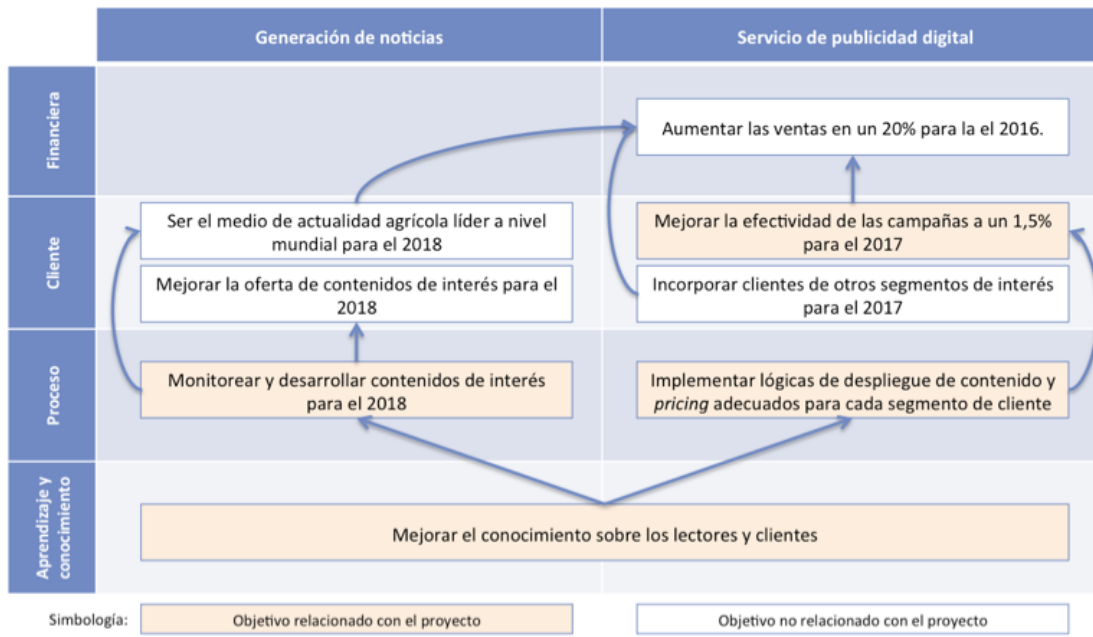 Generación de noticias
Servicio de publicidad digital
Financiera
Aumentar las ventas en un 20% para la el 2016.
Cliente
Ser el medio de actualidad agrícola líder a nivel
mundial para el 2018
Mejorar la efectividad de las campañas a un 1,5%
para el 2017
Mejorar la oferta de contenidos de interés para el
2018
Incorporar clientes de otros segmentos de interés
para el 2017
Proceso
Monitorear y desarrollar contenidos de interés
para el 2018
Implementar lógicas de despliegue de contenido y
pricing adecuados para cada segmento de cliente
Aprendizaje y
conocimiento
Mejorar el conocimiento sobre los lectores y clientes
Simbología:
Objetivo relacionado con el proyecto
Objetivo no relacionado con el proyecto